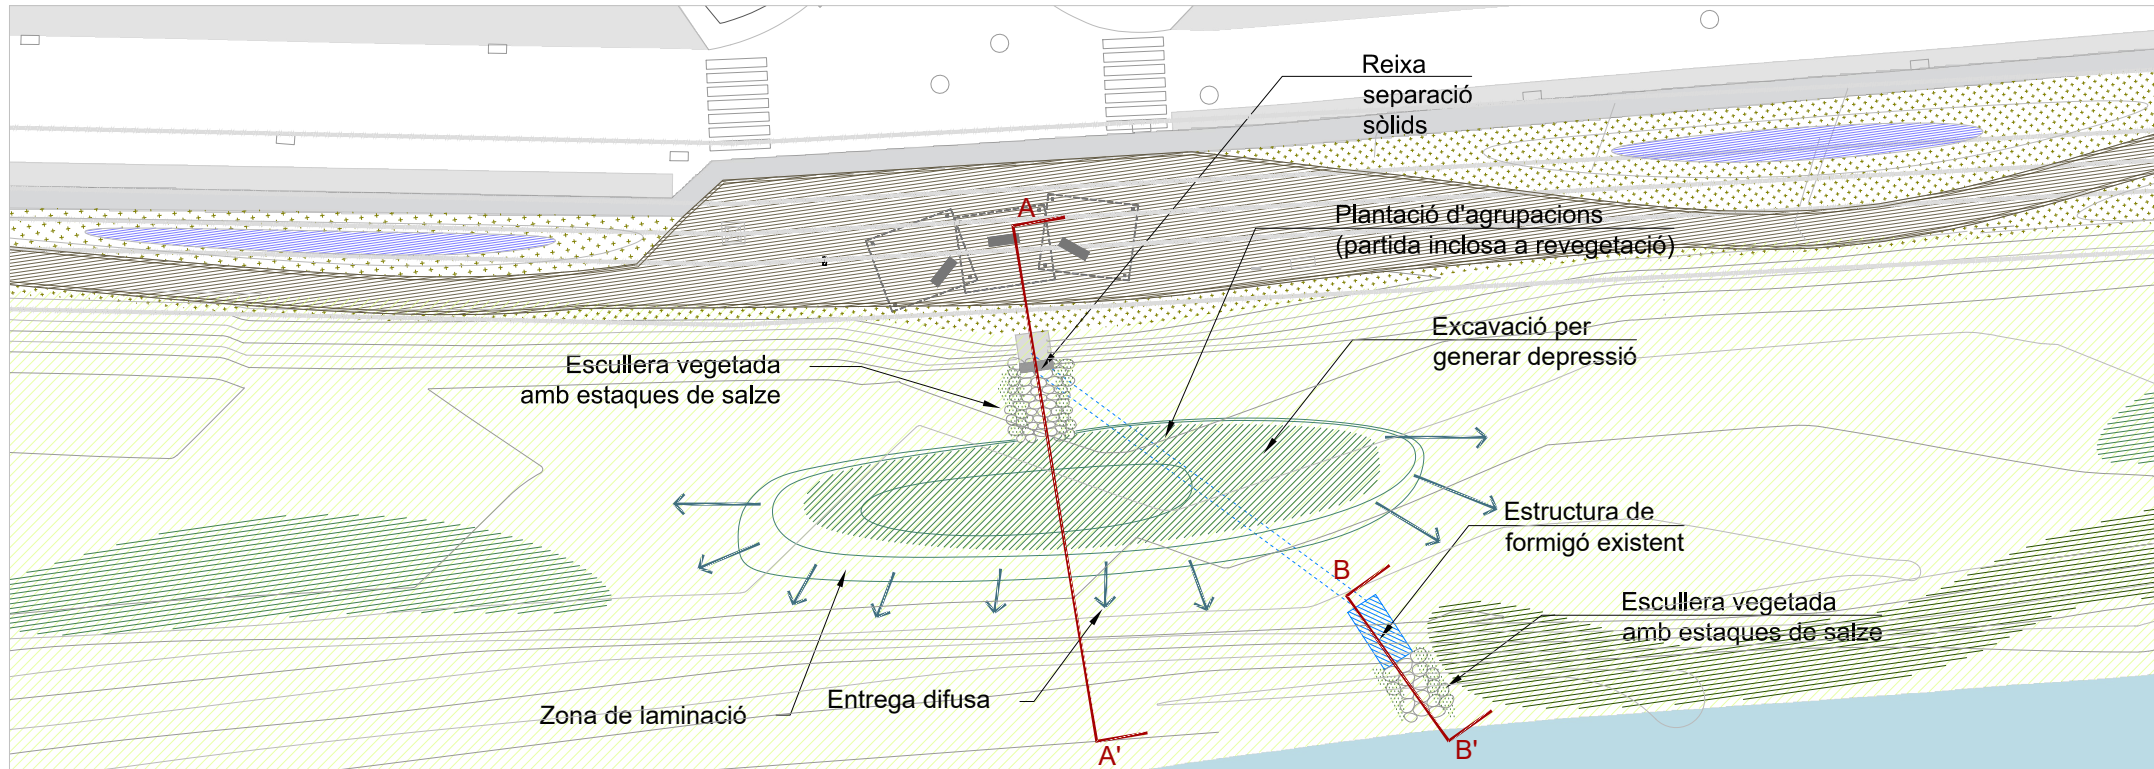 Reixa
separació
sòlids
A
Plantació d'agrupacions
(partida inclosa a revegetació)
Excavació per
generar depressió
Escullera vegetada
amb estaques de salze
Estructura de
formigó existent
B
Escullera vegetada
amb estaques de salze
Entrega difusa
Zona de laminació
A'
B'